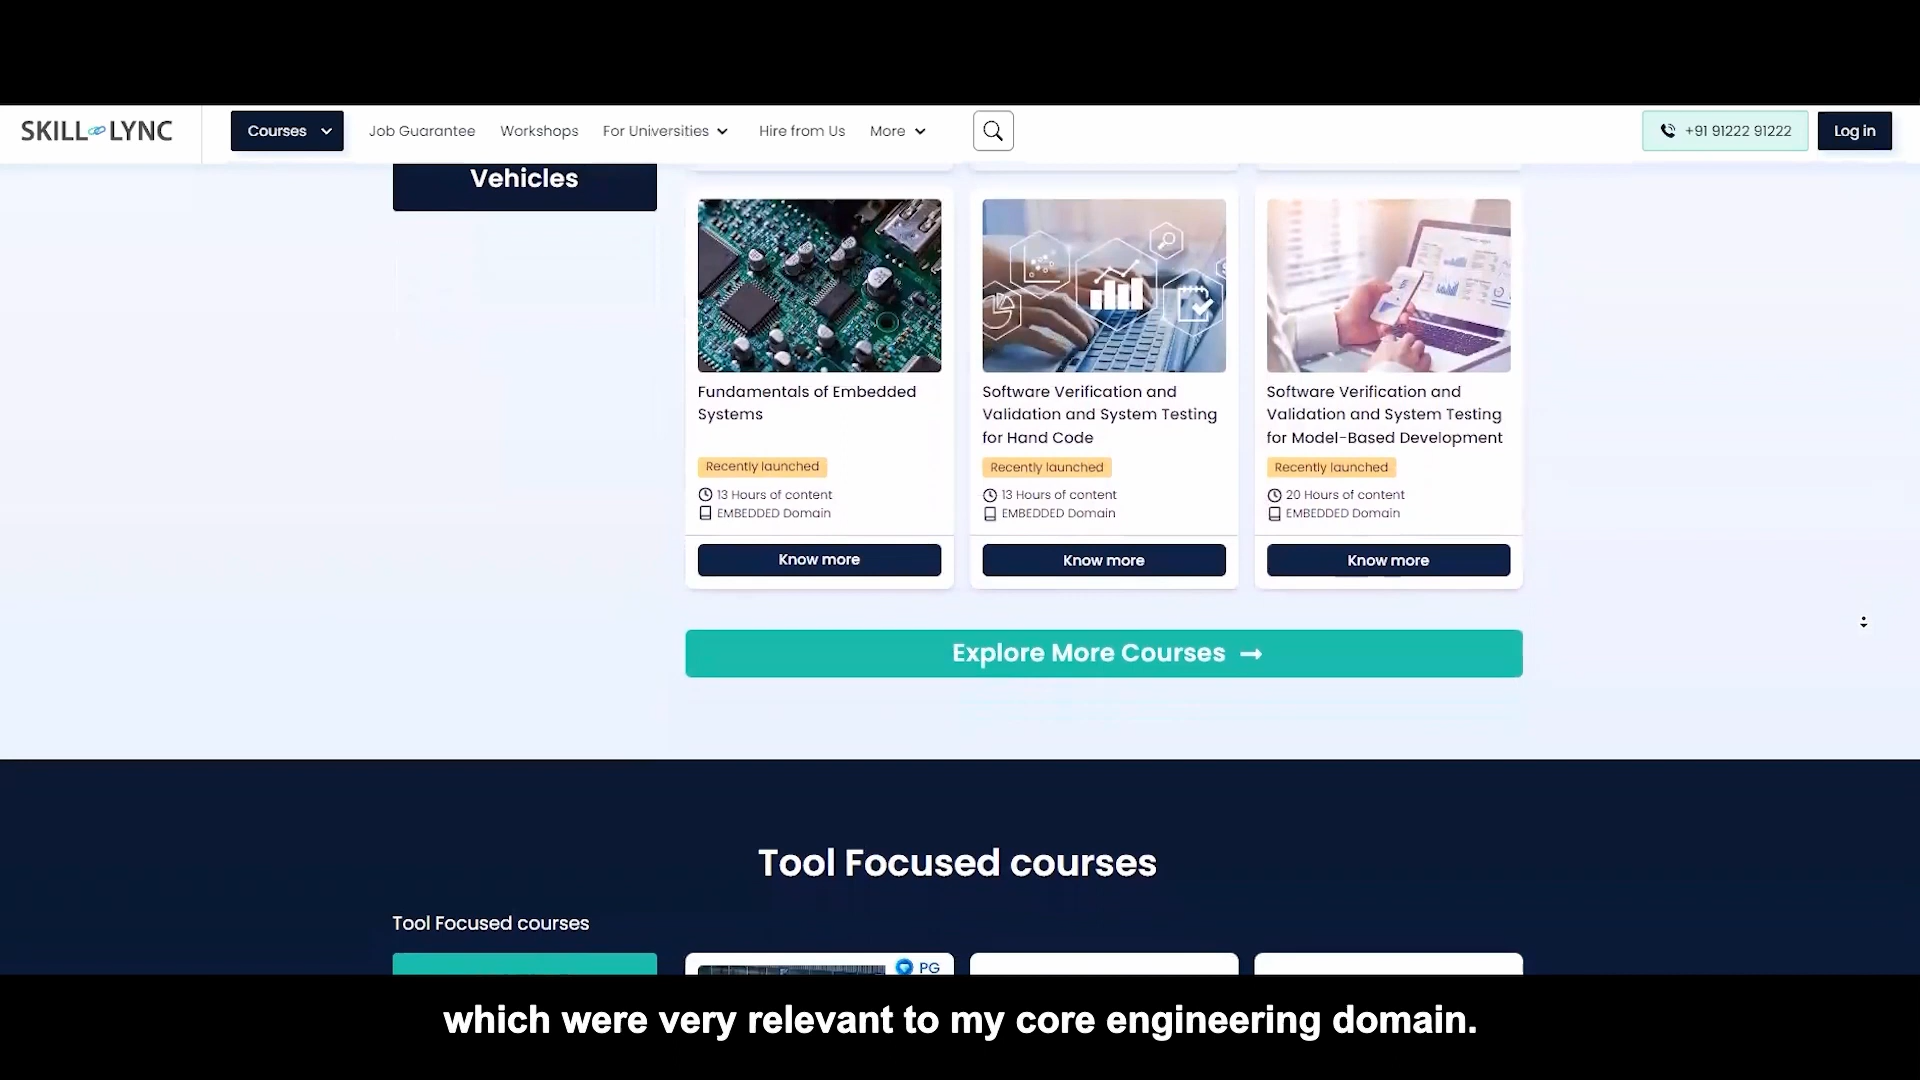 SKILL LYNC
Courses
Job Guarantee
Workshops
For Universities
Hire from Us
More
+91 91222 91222
Log in
Vehicles
Fundamentals of Embedded
Systems
Recently launched
13 Hours of content
EMBEDDED Domain
Know more
Software Verification and
Validation and System Testing
for Hand Code
Recently launched
13 Hours of content
EMBEDDED Domain
Know more
Software Verification and
Validation and System Testing
for Model-Based Development
Recently launched
20 Hours of content
EMBEDDED Domain
Know more
Explore More Courses
Tool Focused courses
Tool Focused courses
PG
which were very relevant to my core engineering domain.